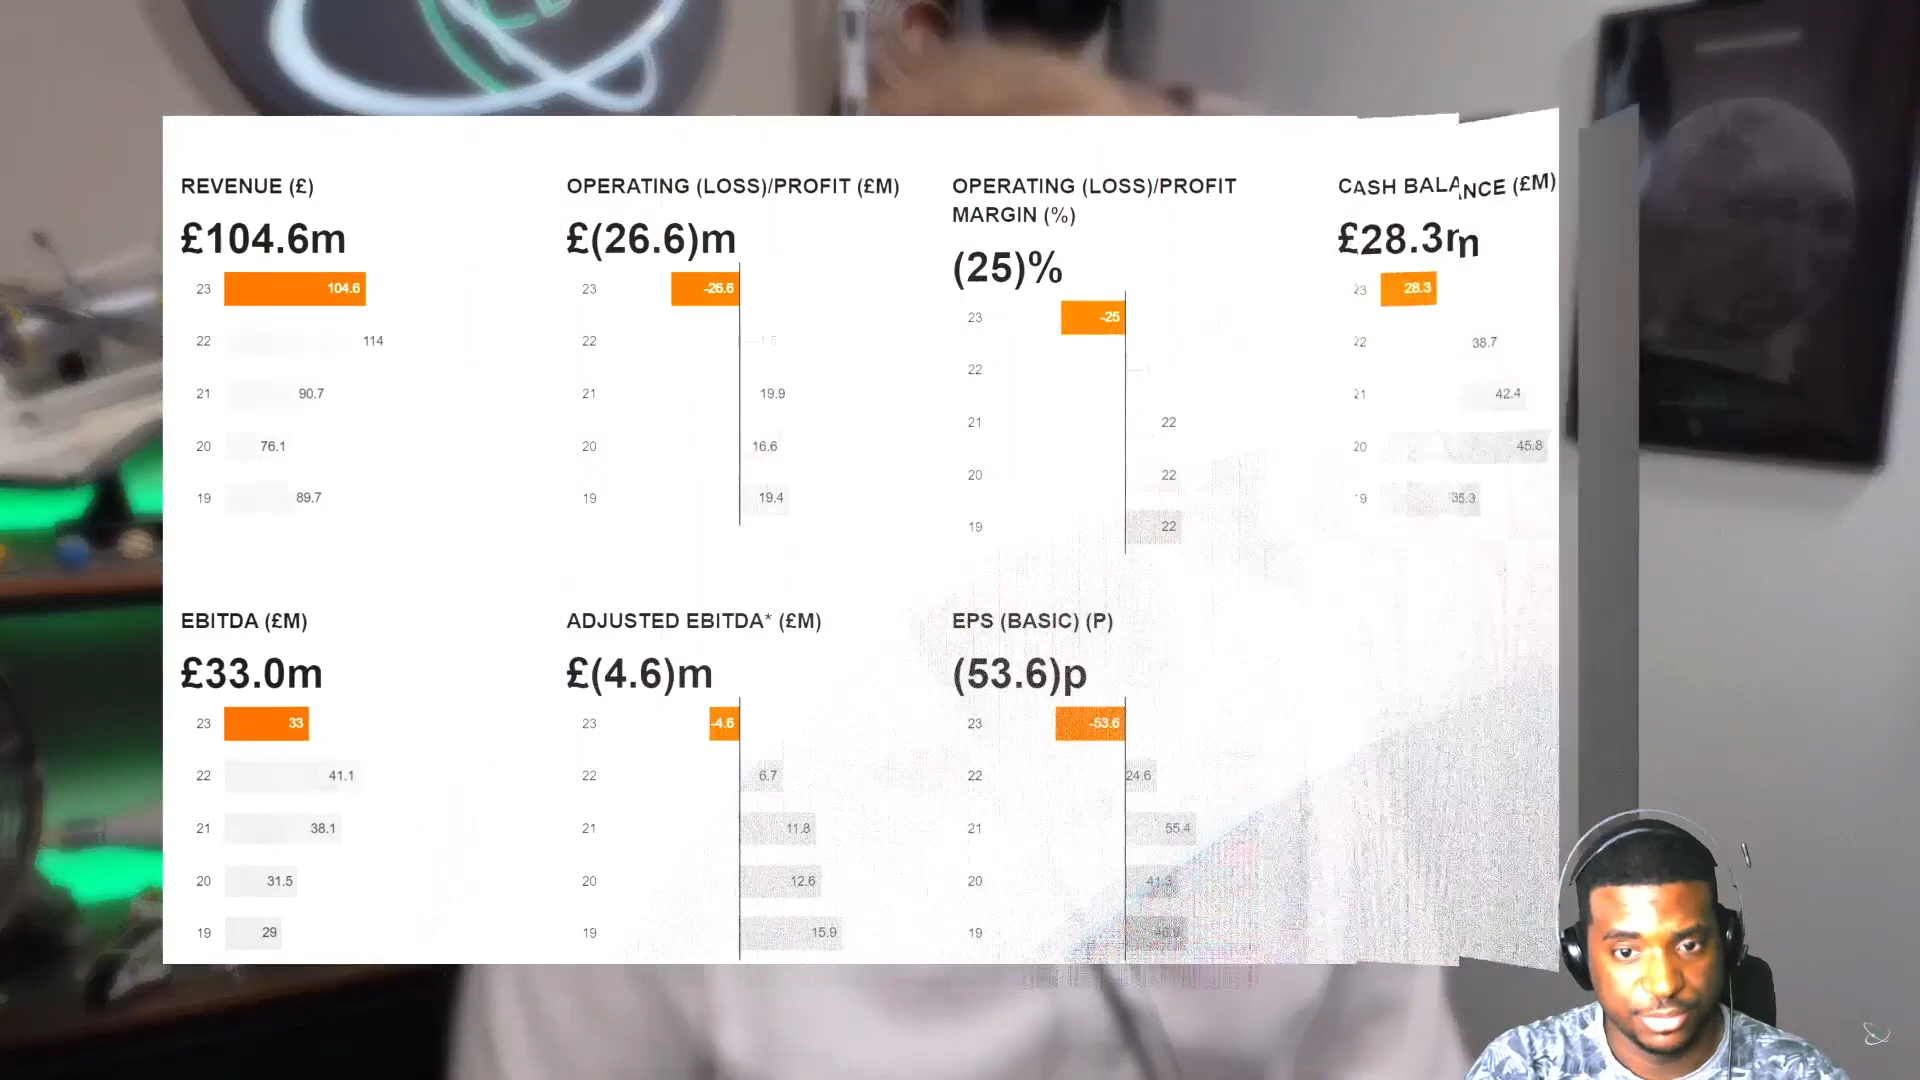 REVENUE (£)
£104.6m
23 104.6
22 114
21 90.7
20 76.1
19 89.7
OPERATING (LOSS)/PROFIT (£M)
£(26.6)m
23 -26.6
22 1.5
21 19.9
20 16.6
19 19.4
OPERATING (LOSS)/PROFIT
MARGIN (%)
(25)%
23 -25
22 1
21 22
20 22
19 22
CASH BALANCE (£M)
£28.3m
23 28.3
22 38.7
21 42.4
20 45.8
19 35.3
EBITDA (£M)
£33.0m
23 33
22 41.1
21 38.1
20 31.5
19 29
ADJUSTED EBITDA* (£M)
£(4.6)m
23 -4.6
22 6.7
21 11.8
20 12.6
19 15.9
EPS (BASIC) (P)
(53.6)p
23 -53.6
22 24.6
21 55.4
20 41.3
19